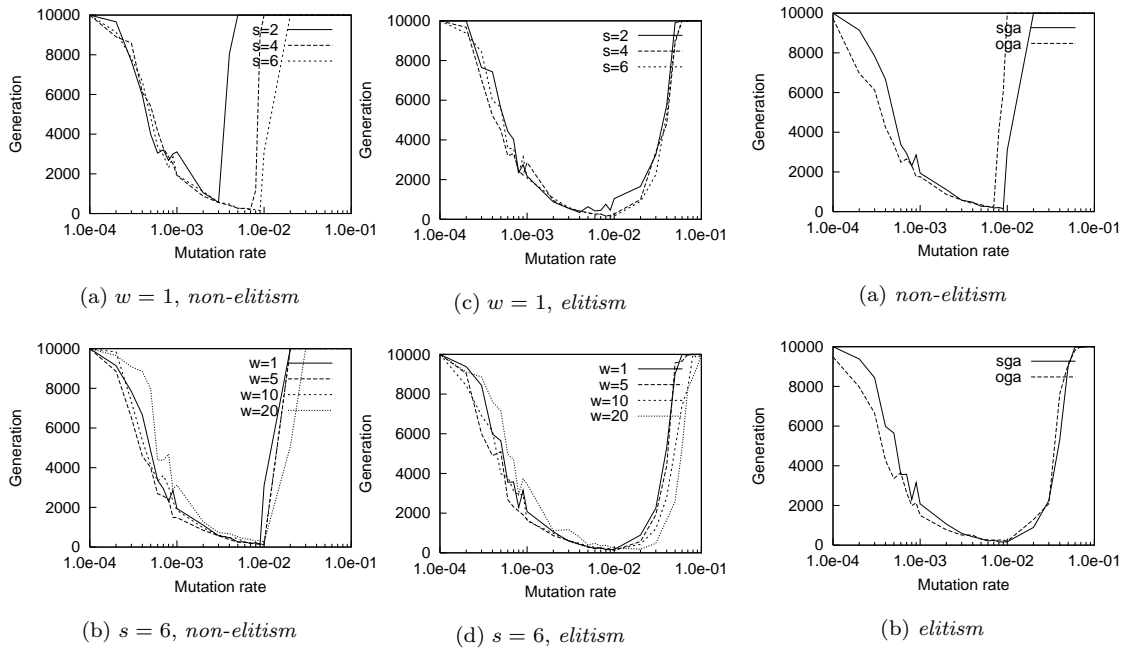 10000
8000
6000
4000
2000
0
Generation
s=2
s=4
s=6
1.0e-04 1.0e-03 1.0e-02 1.0e-01
Mutation rate
(a) w = 1, non-elitism
10000
8000
6000
4000
2000
0
Generation
s=2
s=4
s=6
1.0e-04 1.0e-03 1.0e-02 1.0e-01
Mutation rate
(c) w = 1, elitism
10000
8000
6000
4000
2000
0
Generation
sga
oga
1.0e-04 1.0e-03 1.0e-02 1.0e-01
Mutation rate
(a) non-elitism
10000
8000
6000
4000
2000
0
Generation
w=1
w=5
w=10
w=20
1.0e-04 1.0e-03 1.0e-02 1.0e-01
Mutation rate
(b) s = 6, non-elitism
10000
8000
6000
4000
2000
0
Generation
w=1
w=5
w=10
w=20
1.0e-04 1.0e-03 1.0e-02 1.0e-01
Mutation rate
(d) s = 6, elitism
10000
8000
6000
4000
2000
0
Generation
sga
oga
1.0e-04 1.0e-03 1.0e-02 1.0e-01
Mutation rate
(b) elitism